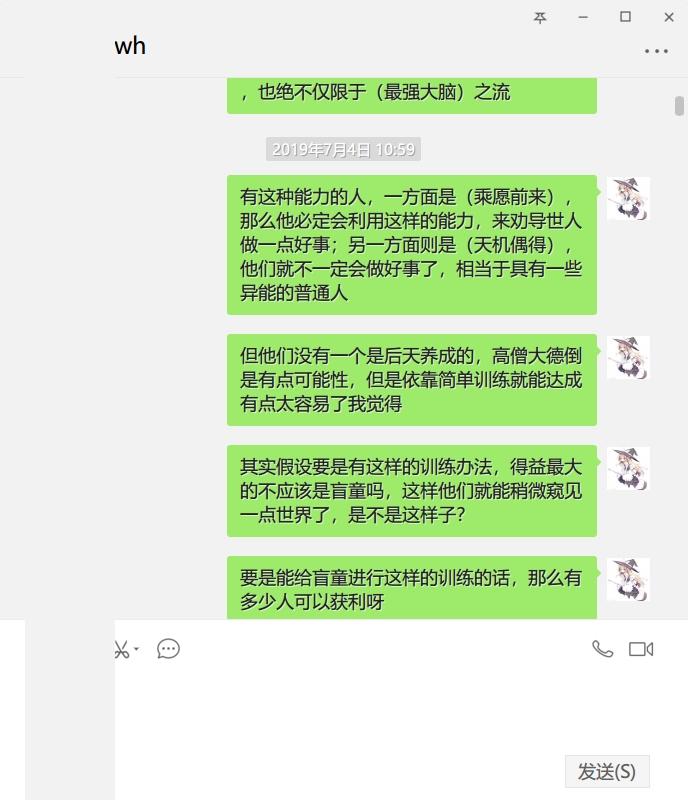 wh
，也绝不仅限于（最强大脑）之流
2019年7月4日 10:59
有这种能力的人，一方面是（乘愿前来），
那么他必定会利用这样的能力，来劝导世人
做一点好事；另一方面则是（天机偶得），
他们就不一定会做好事了，相当于具有一些
异能的普通人
但他们没有一个是后天养成的，高僧大德倒
是有点可能性，但是依靠简单训练就能达成
有点太容易了我觉得
其实假设要是有这样的训练办法，得益最大
的不应该是盲童吗，这样他们就能稍微窥见
一点世界了，是不是这样子？
要是能给盲童进行这样的训练的话，那么有
多少人可以获利呀
发送(S)